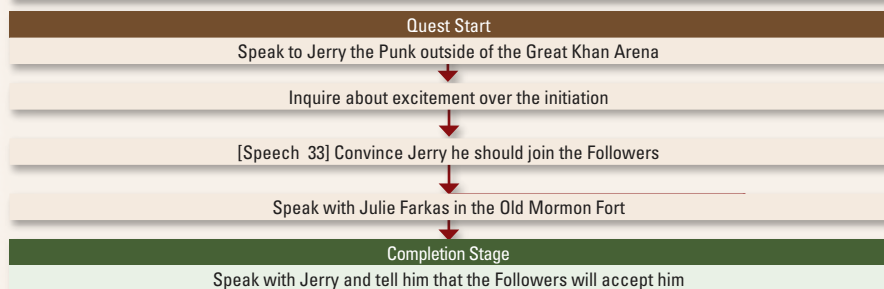 Quest Start
Speak to Jerry the Punk outside of the Great Khan Arena
Inquire about excitement over the initiation
[Speech 33] Convince Jerry he should join the Followers
Speak with Julie Farkas in the Old Mormon Fort
Completion Stage
Speak with Jerry and tell him that the Followers will accept him